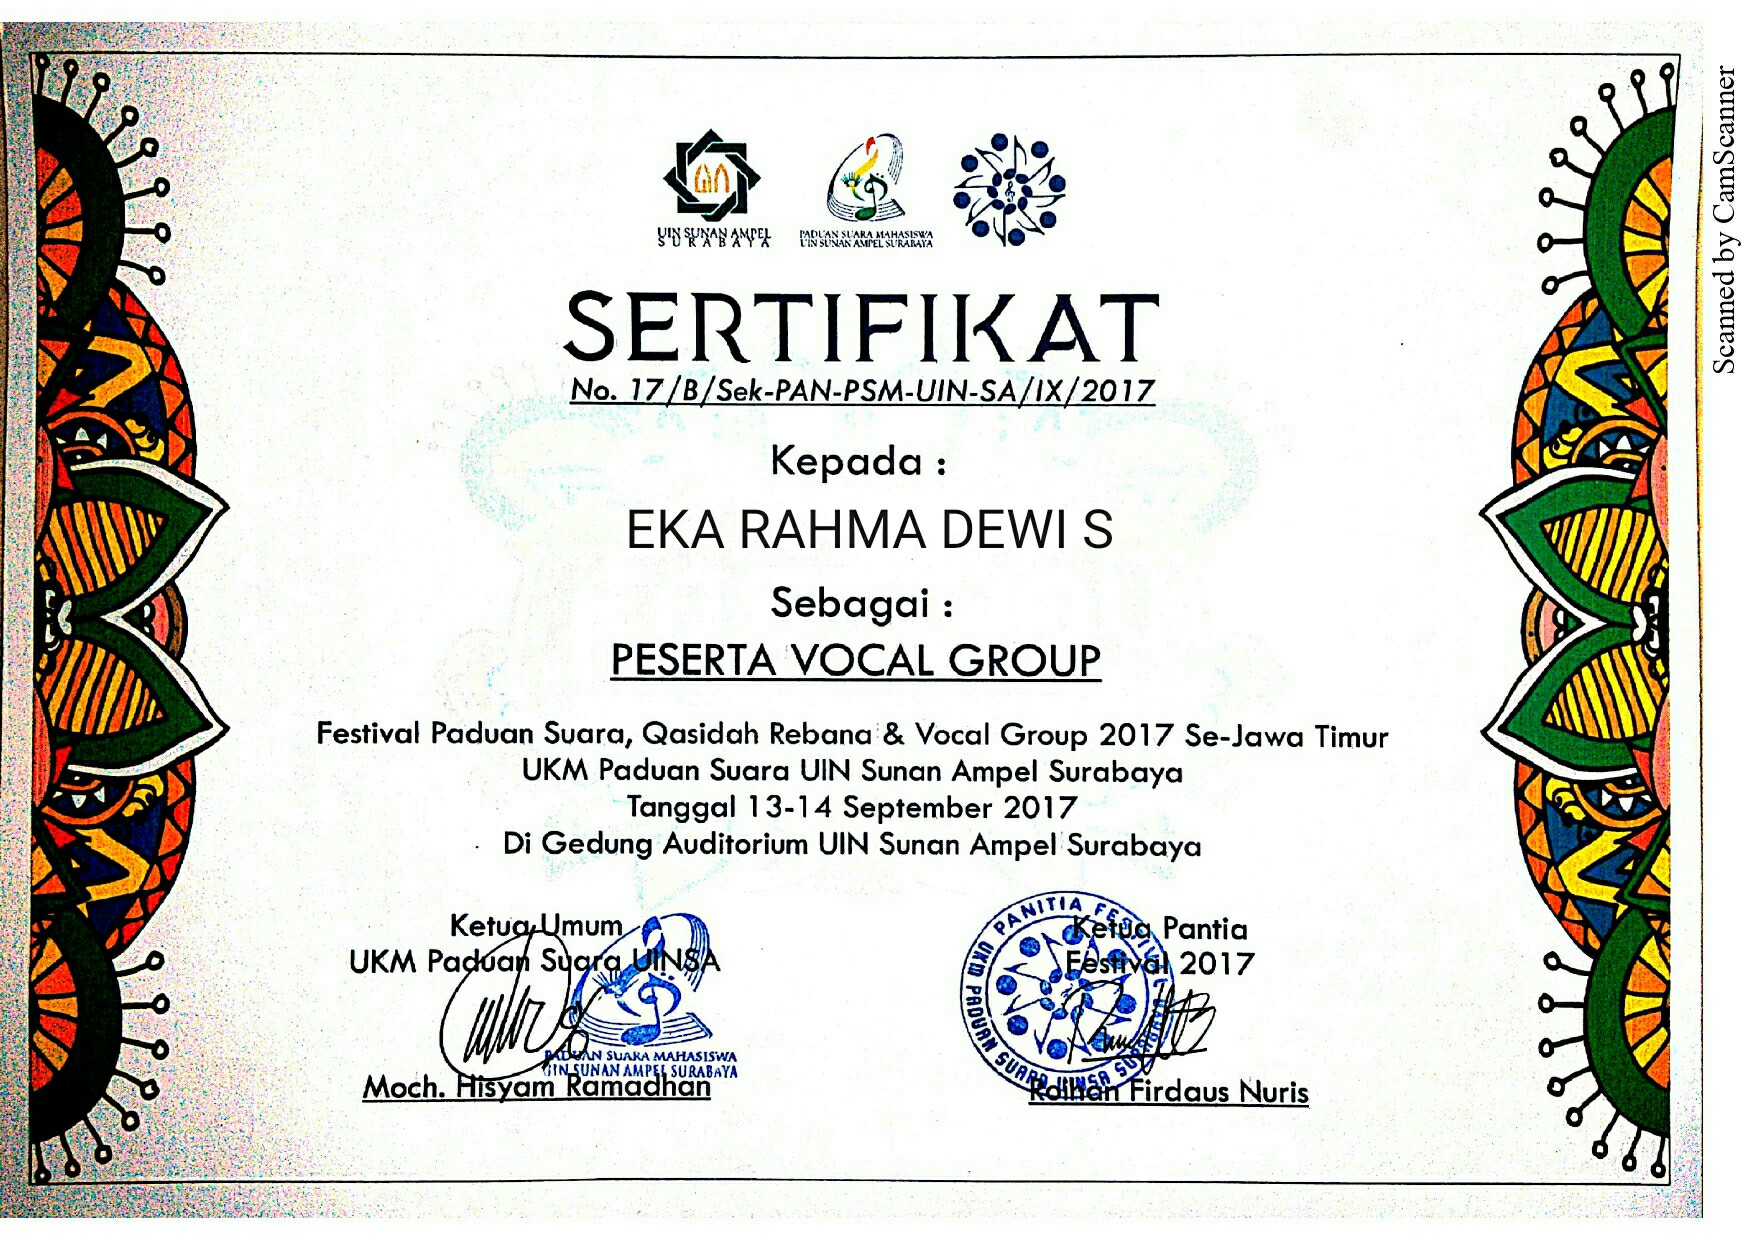 UIN SUNAN AMPEL
SURABAYA
PADUAN SUARA MAHASISWA
UIN SUNAN AMPEL SURABAYA
SERTIFIKAT
No. 17/B/Sek-PAN-PSM-UIN-SA/IX/2017
Kepada :
EKA RAHMA DEWI S
Sebagai :
PESERTA VOCAL GROUP
Festival Paduan Suara, Qasidah Rebana & Vocal Group 2017 Se-Jawa Timur
UKM Paduan Suara UIN Sunan Ampel Surabaya
Tanggal 13-14 September 2017
Di Gedung Auditorium UIN Sunan Ampel Surabaya
Ketua Umum
UKM Paduan Suara UINSA
PADUAN SUARA MAHASISWA
UIN SUNAN AMPEL SURABAYA
Moch. Hisyam Ramadhan
Ketua Pantia
Festival 2017
PANITIA FESTIVAL
UKM PADUAN SUARA UINSA SURABAYA
Raihan Firdaus Nuris
Scanned by CamScanner